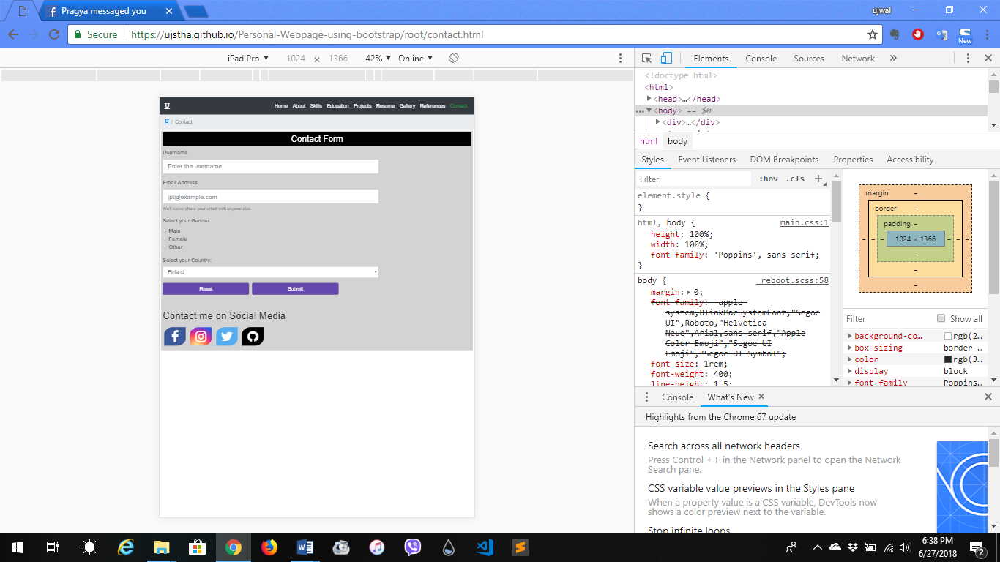 Pragya messaged you
ujwal
Secure
https://ujstha.github.io/Personal-Webpage-using-bootstrap/root/contact.html
New
iPad Pro ▼ 1024 × 1366 42% ▼ Online ▼
Elements Console Sources Network »
<!doctype html>
<html>
<head>…</head>
<body> == $0
<div>…</div>
html body
Styles Event Listeners DOM Breakpoints Properties Accessibility
Filter :hov .cls +
element.style {
}
html, body { main.css:1
height: 100%;
width: 100%;
font-family: 'Poppins', sans-serif;
}
body { _reboot.scss:58
margin: 0;
font-family: -apple-
system,BlinkMacSystemFont,"Segoe
UI",Roboto,"Helvetica
Neue",Arial,sans-serif,"Apple
Color Emoji","Segoe UI
Emoji","Segoe UI Symbol";
font-size: 1rem;
font-weight: 400;
line-height: 1.5;
margin –
border –
padding –
1024 × 1366
Filter Show all
background-co… rgb(2…
box-sizing border-…
color rgb(3…
display block
font-family Poppins…
U Home About Skills Education Projects Resume Gallery References Contact
U / Contact
Contact Form
Username
Enter the username
Email Address
jpt@example.com
We'll never share your email with anyone else.
Select your Gender:
Male
Female
Other
Select your Country:
Finland
Reset Submit
Contact me on Social Media
Console What's New
Highlights from the Chrome 67 update
Search across all network headers
Press Control + F in the Network panel to open the Network
Search pane.
CSS variable value previews in the Styles pane
When a property value is a CSS variable, DevTools now
shows a color preview next to the variable.
Stop infinite loops
6:38 PM
6/27/2018
2